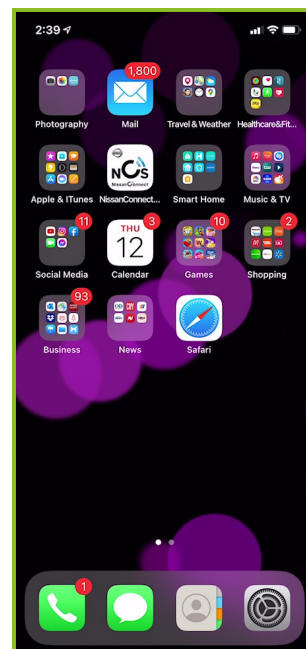 2:39
1,800
Photography Mail Travel & Weather Healthcare&Fit...
NCS
NissanConnect
3
Apple & ITunes NissanConnect... Smart Home Music & TV
11 THU 10 2
12
Social Media Calendar Games Shopping
93
Business News Safari
1